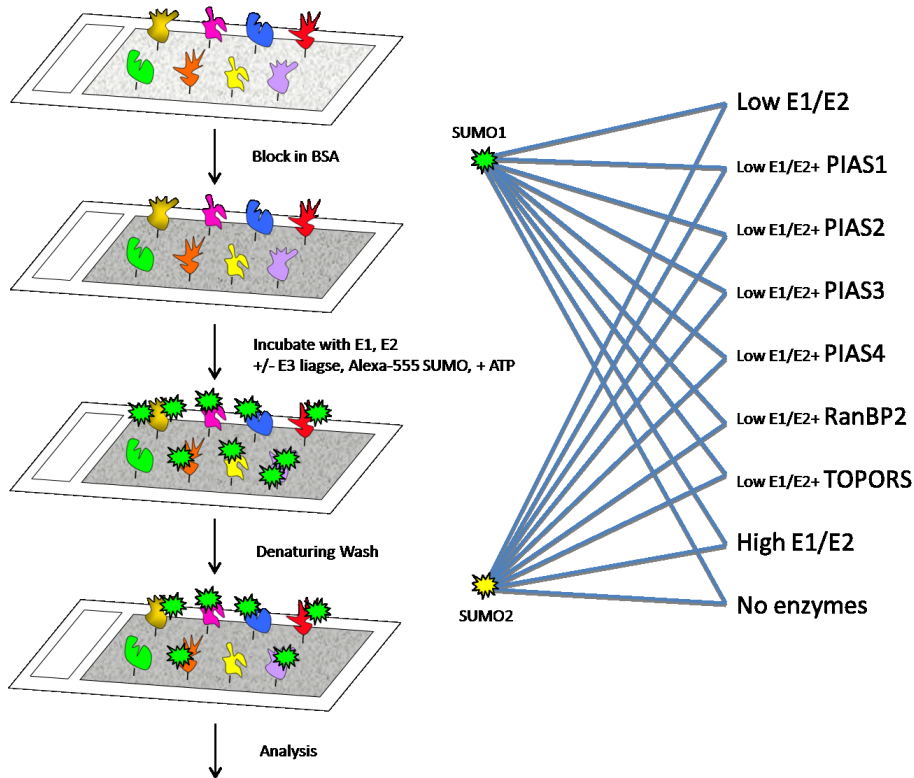 Block in BSA
Incubate with E1, E2
+/- E3 liagse, Alexa-555 SUMO, + ATP
Denaturing Wash
Analysis
SUMO1
SUMO2
Low E1/E2
Low E1/E2+ PIAS1
Low E1/E2+ PIAS2
Low E1/E2+ PIAS3
Low E1/E2+ PIAS4
Low E1/E2+ RanBP2
Low E1/E2+ TOPORS
High E1/E2
No enzymes